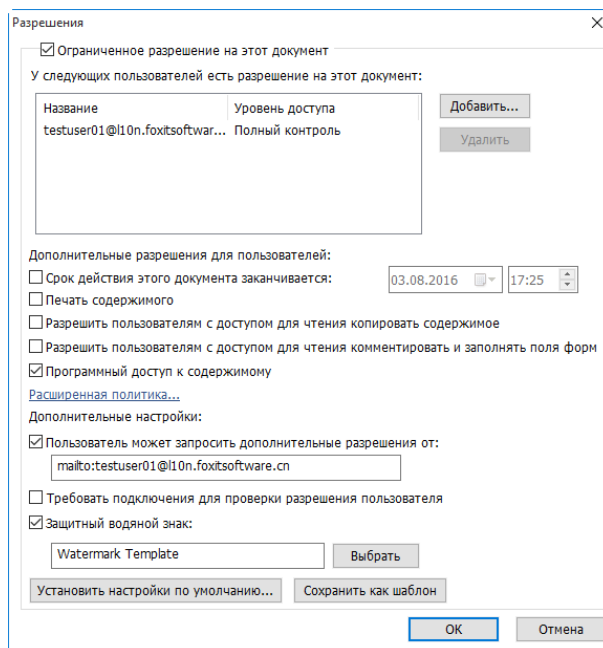 Разрешения
Ограниченное разрешение на этот документ
У следующих пользователей есть разрешение на этот документ:
Название Уровень доступа
testuser01@l10n.foxitsoftwar... Полный контроль
Добавить...
Удалить
Дополнительные разрешения для пользователей:
Срок действия этого документа заканчивается: 03.08.2016 17:25
Печать содержимого
Разрешить пользователям с доступом для чтения копировать содержимое
Разрешить пользователям с доступом для чтения комментировать и заполнять поля форм
Программный доступ к содержимому
Расширенная политика...
Дополнительные настройки:
Пользователь может запросить дополнительные разрешения от:
mailto:testuser01@l10n.foxitsoftware.cn
Требовать подключения для проверки разрешения пользователя
Защитный водяной знак:
Watermark Template Выбрать
Установить настройки по умолчанию... Сохранить как шаблон
OK Отмена